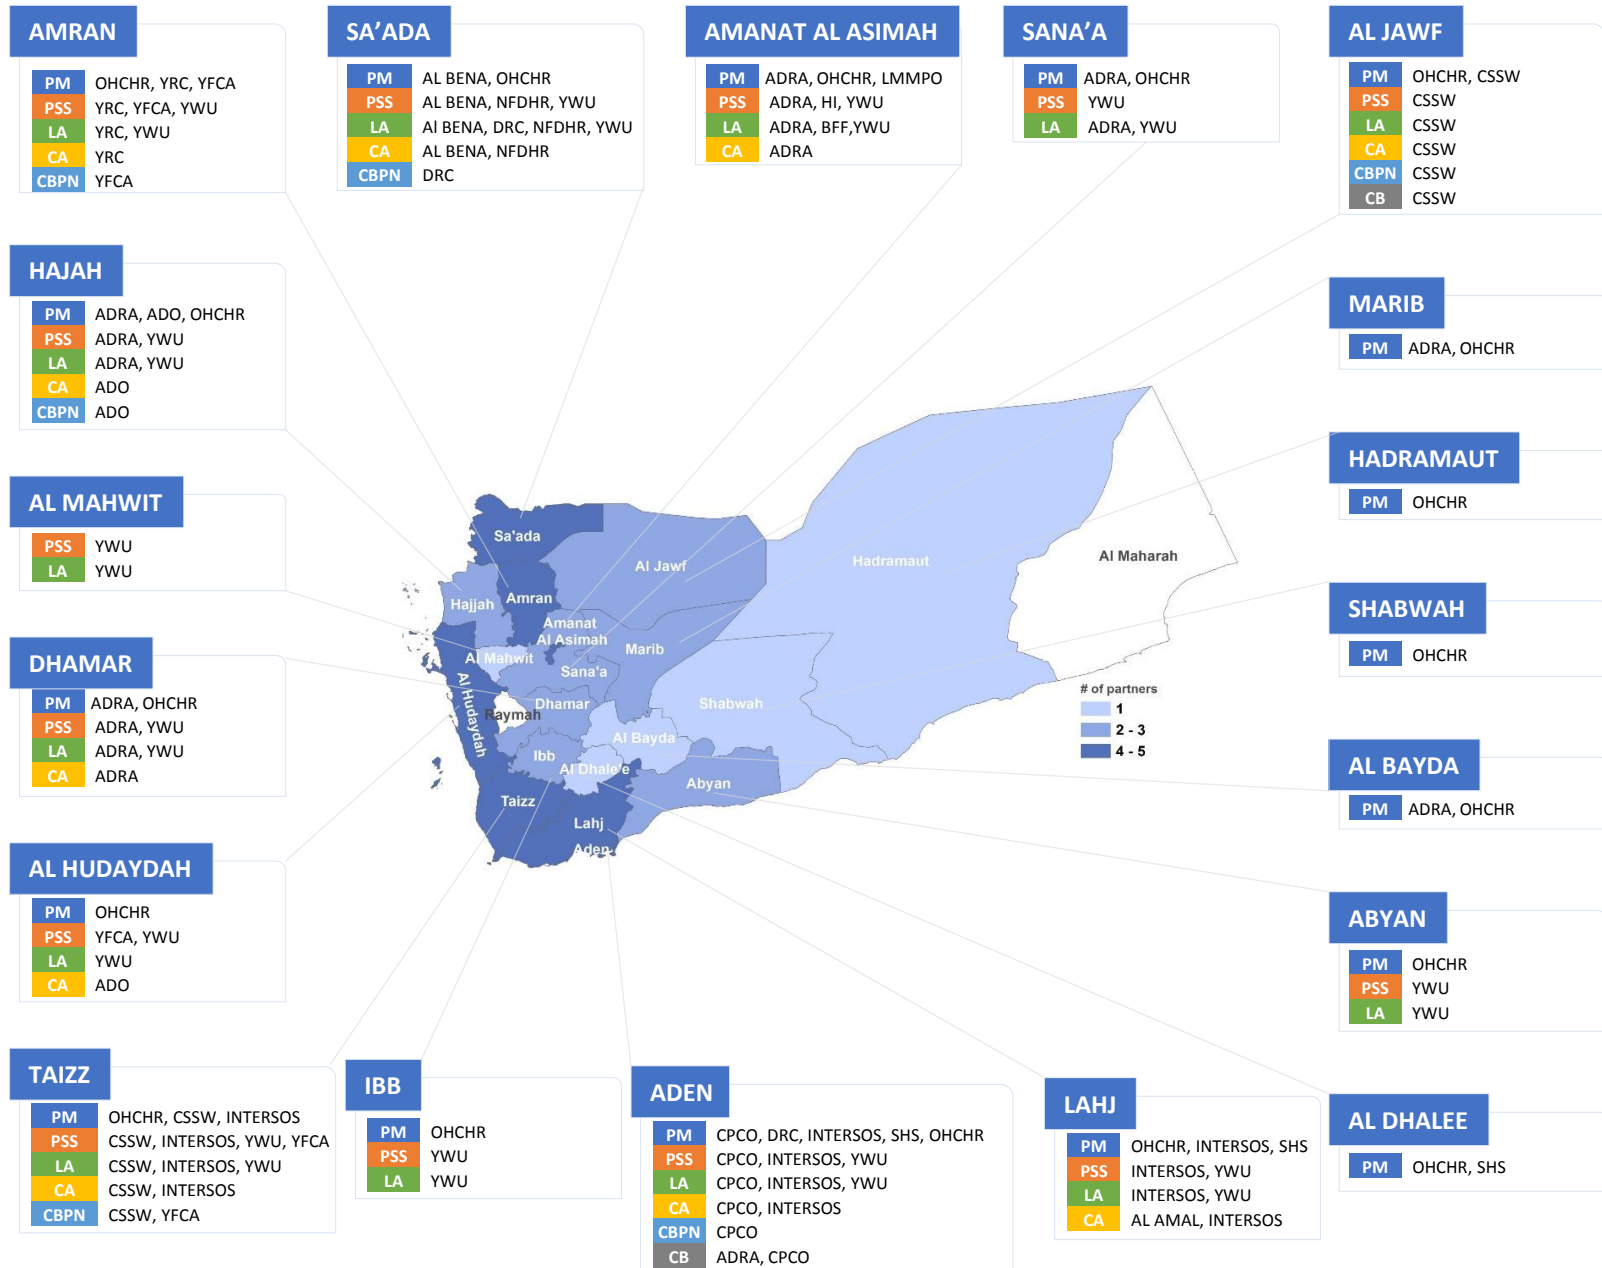 AMRAN
PM OHCHR, YRC, YFCA
PSS YRC, YFCA, YWU
LA YRC, YWU
CA YRC
CBPN YFCA
SA'ADA
PM AL BENA, OHCHR
PSS AL BENA, NFDHR, YWU
LA Al BENA, DRC, NFDHR, YWU
CA AL BENA, NFDHR
CBPN DRC
AMANAT AL ASIMAH
PM ADRA, OHCHR, LMMPO
PSS ADRA, HI, YWU
LA ADRA, BFF,YWU
CA ADRA
SANA'A
PM ADRA, OHCHR
PSS YWU
LA ADRA, YWU
AL JAWF
PM OHCHR, CSSW
PSS CSSW
LA CSSW
CA CSSW
CBPN CSSW
CB CSSW
HAJAH
PM ADRA, ADO, OHCHR
PSS ADRA, YWU
LA ADRA, YWU
CA ADO
CBPN ADO
MARIB
PM ADRA, OHCHR
HADRAMAUT
PM OHCHR
AL MAHWIT
PSS YWU
LA YWU
SHABWAH
PM OHCHR
DHAMAR
PM ADRA, OHCHR
PSS ADRA, YWU
LA ADRA, YWU
CA ADRA
Sa'ada
Al Jawf
Hadramaut
Al Maharah
Hajjah
Amran
Amanat
Al Asimah
Marib
Al Mahwit
Sana'a
Al Hudaydah
Raymah
Dhamar
Shabwah
Al Bayda
Ibb
Al Dhale'e
Abyan
Taizz
Lahj
Aden
# of partners
1
2 - 3
4 - 5
AL BAYDA
PM ADRA, OHCHR
AL HUDAYDAH
PM OHCHR
PSS YFCA, YWU
LA YWU
CA ADO
ABYAN
PM OHCHR
PSS YWU
LA YWU
TAIZZ
PM OHCHR, CSSW, INTERSOS
PSS CSSW, INTERSOS, YWU, YFCA
LA CSSW, INTERSOS, YWU
CA CSSW, INTERSOS
CBPN CSSW, YFCA
IBB
PM OHCHR
PSS YWU
LA YWU
ADEN
PM CPCO, DRC, INTERSOS, SHS, OHCHR
PSS CPCO, INTERSOS, YWU
LA CPCO, INTERSOS, YWU
CA CPCO, INTERSOS
CBPN CPCO
CB ADRA, CPCO
LAHJ
PM OHCHR, INTERSOS, SHS
PSS INTERSOS, YWU
LA INTERSOS, YWU
CA AL AMAL, INTERSOS
AL DHALEE
PM OHCHR, SHS